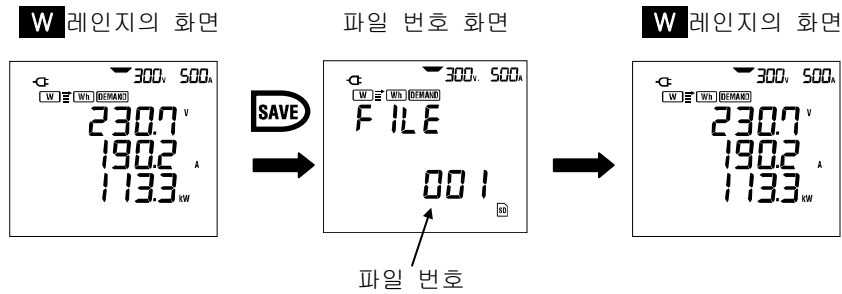 W 레인지의 화면
파일 번호 화면
W 레인지의 화면
300V 500A
W Wh DEMAND
230.7 V
190.2 A
113.3 kW
SAVE
300V 500A
W Wh DEMAND
FILE
001
SD
파일 번호
300V 500A
W Wh DEMAND
230.7 V
190.2 A
113.3 kW